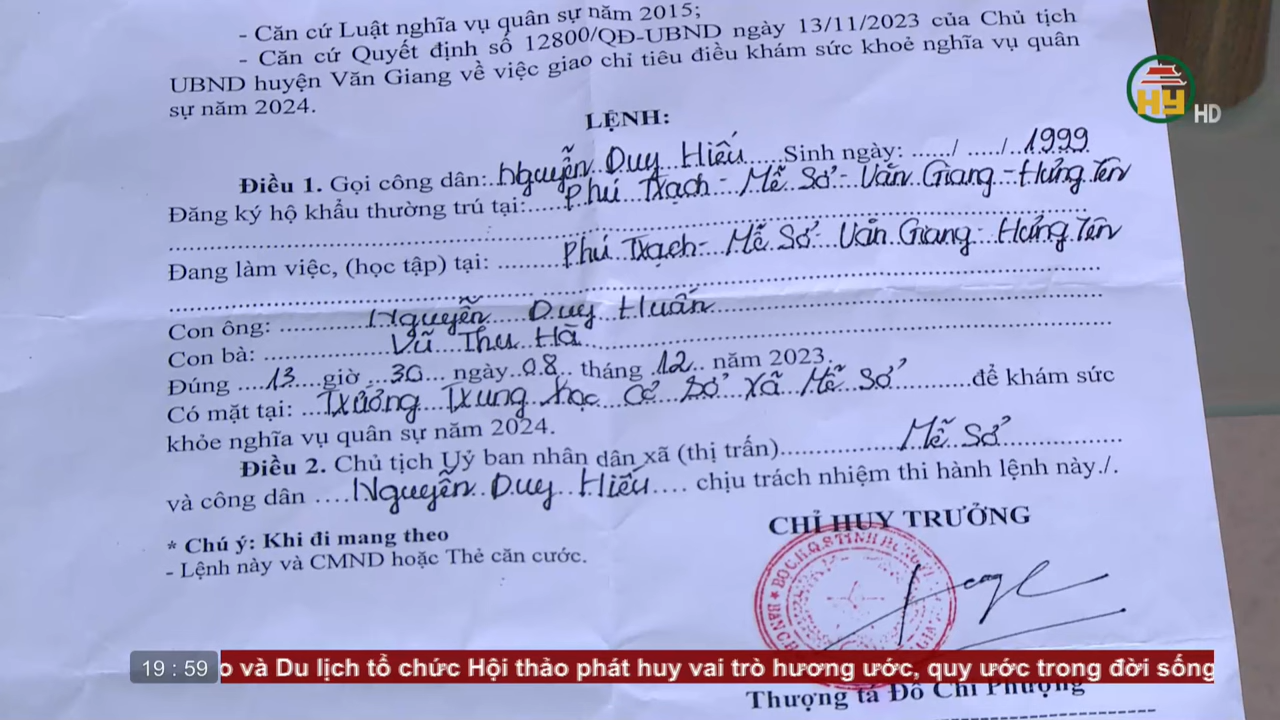 - Căn cứ Luật nghĩa vụ quân sự năm 2015;
- Căn cứ Quyết định số 12800/QĐ-UBND ngày 13/11/2023 của Chủ tịch
UBND huyện Văn Giang về việc giao chỉ tiêu điều khám sức khoẻ nghĩa vụ quân
sự năm 2024.
HY HD
LỆNH:
Điều 1. Gọi công dân: Nguyễn Duy Hiếu Sinh ngày: ...../ ...../ 1999
Đăng ký hộ khẩu thường trú tại: Phú Trạch - Mễ Sở - Văn Giang - Hưng Yên
Đang làm việc, (học tập) tại: Phú Trạch - Mễ Sở Văn Giang - Hưng Yên
Con ông: Nguyễn Duy Huấn
Con bà: Vũ Thu Hà
Đúng 13 giờ 30 ngày 08 tháng 12 năm 2023.
Có mặt tại: Trường Trung học Cơ Sở Xã Mễ Sở để khám sức
khỏe nghĩa vụ quân sự năm 2024.
Điều 2. Chủ tịch Uỷ ban nhân dân xã (thị trấn) Mễ Sở
và công dân Nguyễn Duy Hiếu chịu trách nhiệm thi hành lệnh này./.
CHỈ HUY TRƯỞNG
* Chú ý: Khi đi mang theo
- Lệnh này và CMND hoặc Thẻ căn cước.
19 : 59 o và Du lịch tổ chức Hội thảo phát huy vai trò hương ước, quy ước trong đời sống
Thượng tá Đỗ Chí Phượng